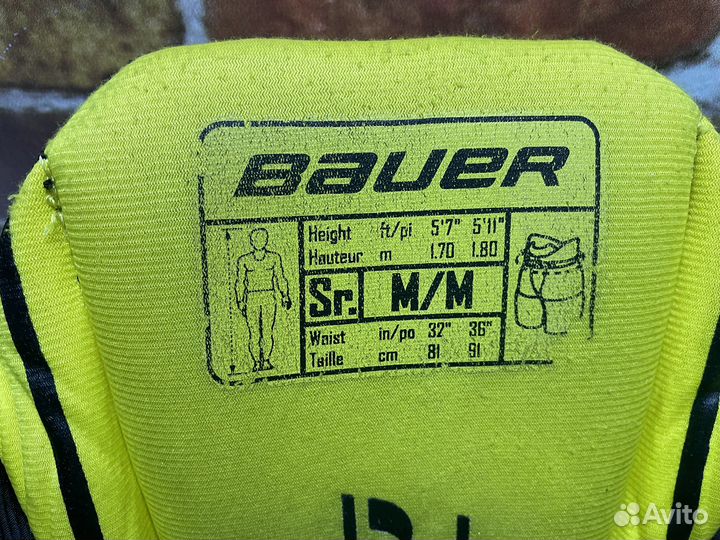 BAUER
Height ft/pi 5'7" 5'11"
Hauteur m 1.70 1.80
Sr. M/M
Waist in/po 32" 36"
Taille cm 81 91
Avito